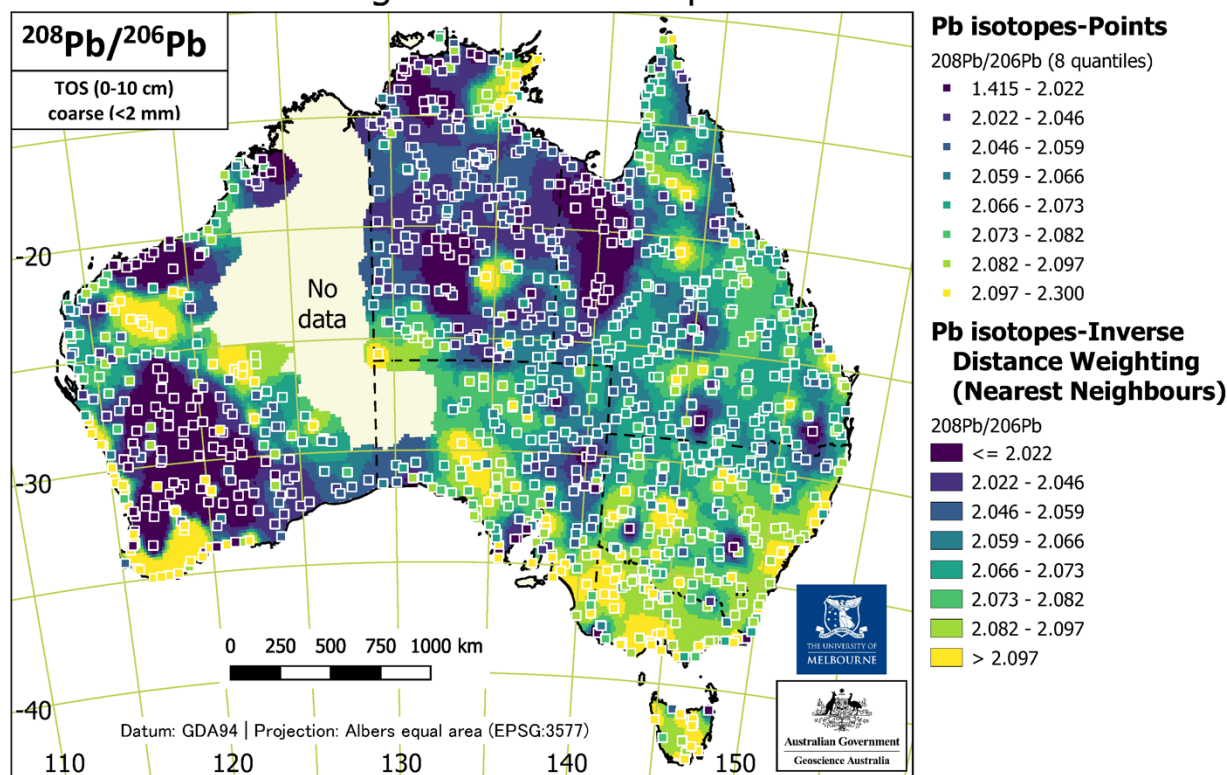 ²⁰⁸Pb/²⁰⁶Pb
TOS (0-10 cm)
coarse (<2 mm)
No
data
-20
-30
-40
110
120
130
140
150
0 250 500 750 1000 km
Datum: GDA94 | Projection: Albers equal area (EPSG:3577)
THE UNIVERSITY OF
MELBOURNE
Australian Government
Geoscience Australia
Pb isotopes-Points
208Pb/206Pb (8 quantiles)
1.415 - 2.022
2.022 - 2.046
2.046 - 2.059
2.059 - 2.066
2.066 - 2.073
2.073 - 2.082
2.082 - 2.097
2.097 - 2.300
Pb isotopes-Inverse
Distance Weighting
(Nearest Neighbours)
208Pb/206Pb
<= 2.022
2.022 - 2.046
2.046 - 2.059
2.059 - 2.066
2.066 - 2.073
2.073 - 2.082
2.082 - 2.097
> 2.097